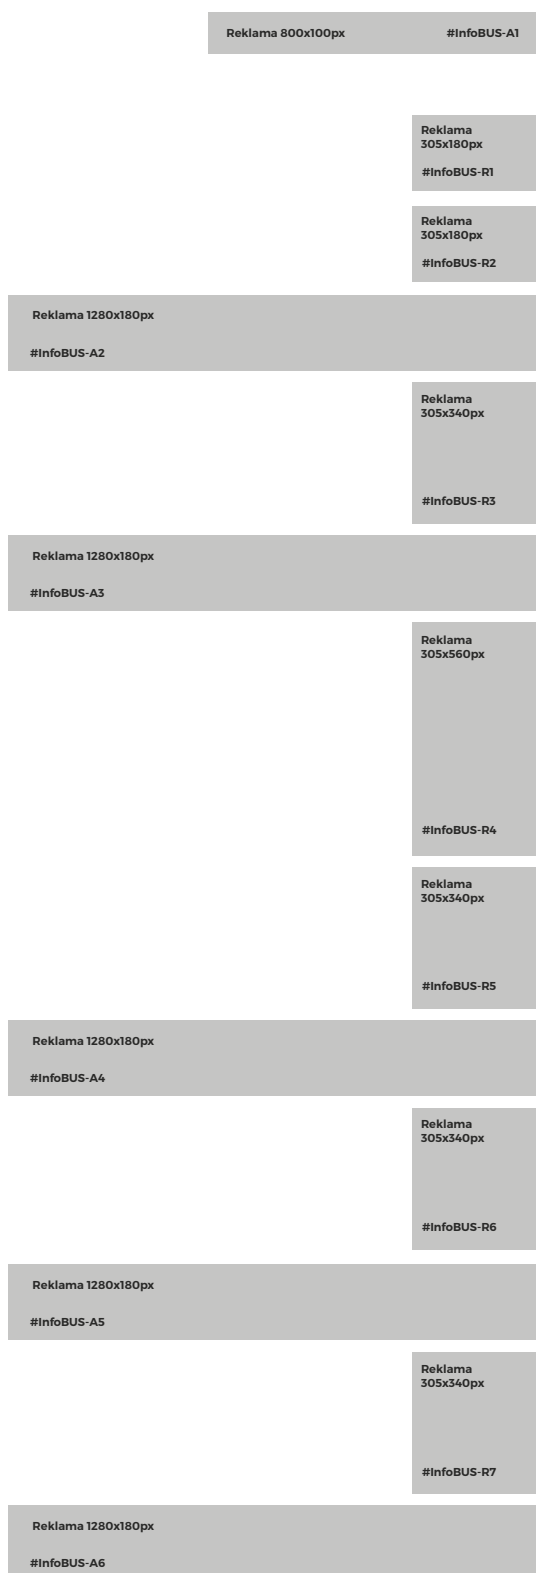 Reklama 800x100px #InfoBUS-A1
Reklama
305x180px
#InfoBUS-R1
Reklama
305x180px
#InfoBUS-R2
Reklama 1280x180px
#InfoBUS-A2
Reklama
305x340px
#InfoBUS-R3
Reklama 1280x180px
#InfoBUS-A3
Reklama
305x560px
#InfoBUS-R4
Reklama
305x340px
#InfoBUS-R5
Reklama 1280x180px
#InfoBUS-A4
Reklama
305x340px
#InfoBUS-R6
Reklama 1280x180px
#InfoBUS-A5
Reklama
305x340px
#InfoBUS-R7
Reklama 1280x180px
#InfoBUS-A6